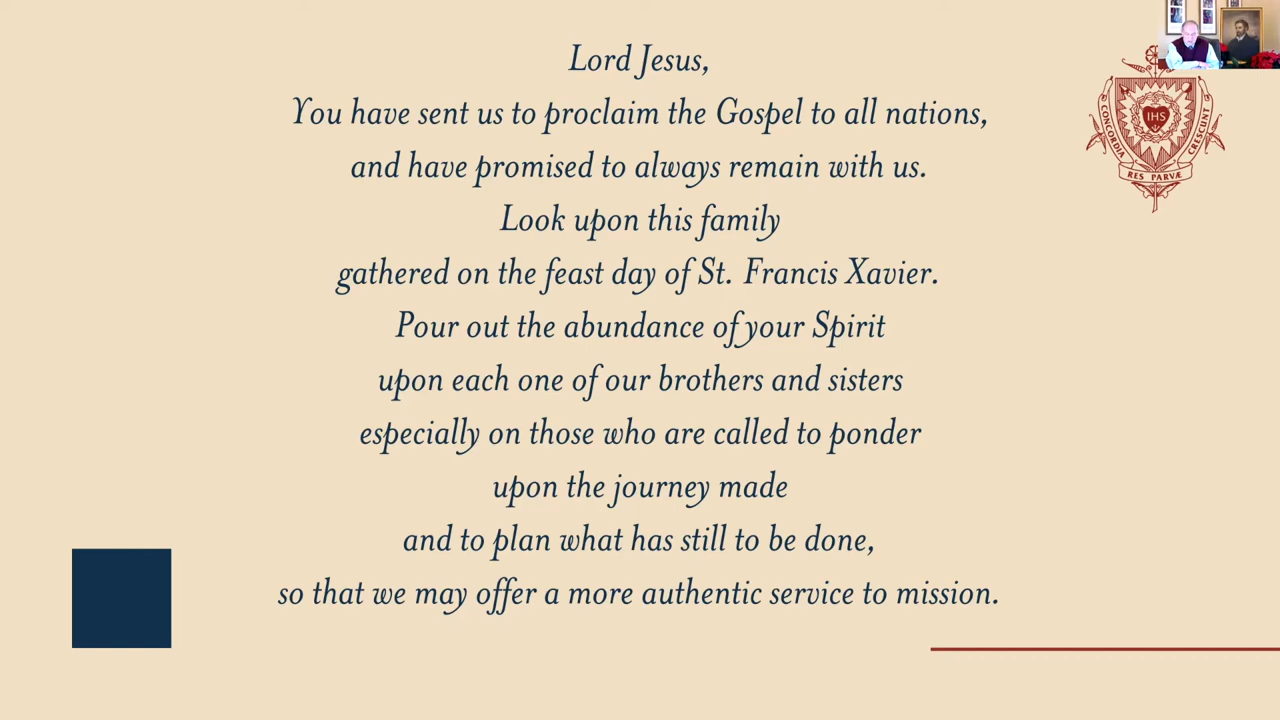 Lord Jesus,
You have sent us to proclaim the Gospel to all nations,
and have promised to always remain with us.
Look upon this family
gathered on the feast day of St. Francis Xavier.
Pour out the abundance of your Spirit
upon each one of our brothers and sisters
especially on those who are called to ponder
upon the journey made
and to plan what has still to be done,
so that we may offer a more authentic service to mission.
IHS
CONCORDIA
RES PARVÆ
CRESCUNT